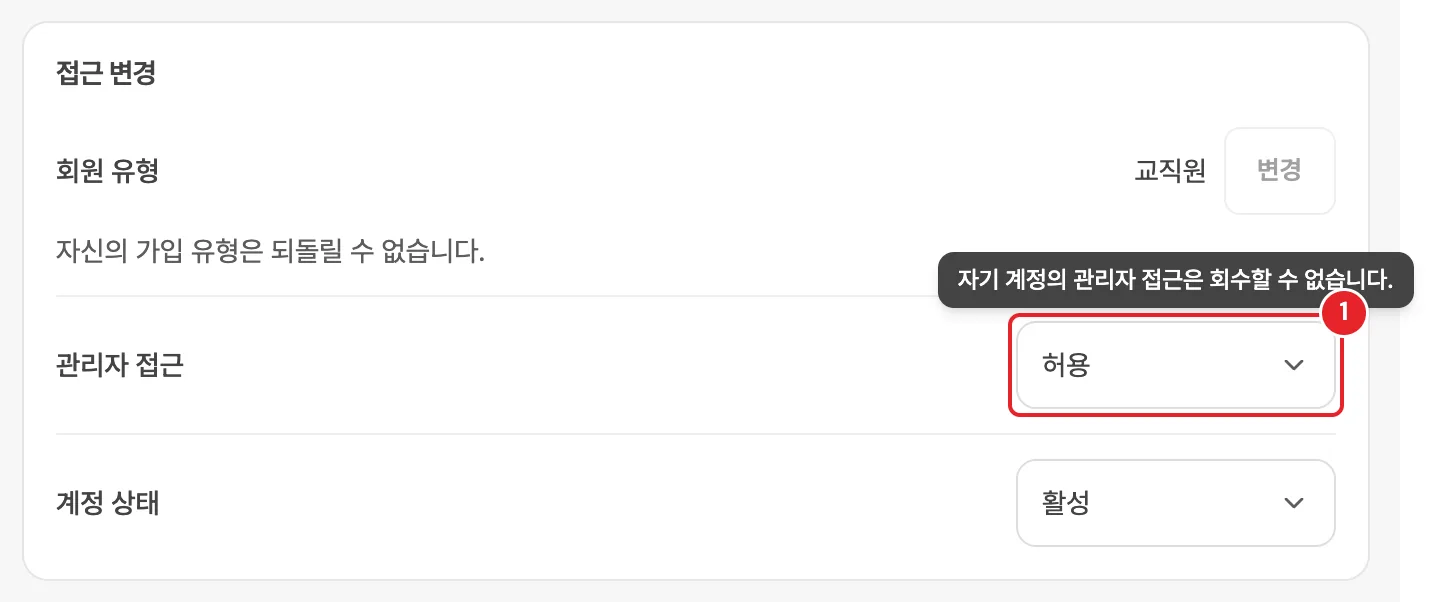 접근 변경
회원 유형
교직원
변경
자신의 가입 유형은 되돌릴 수 없습니다.
자기 계정의 관리자 접근은 회수할 수 없습니다.
1
관리자 접근
허용
계정 상태
활성